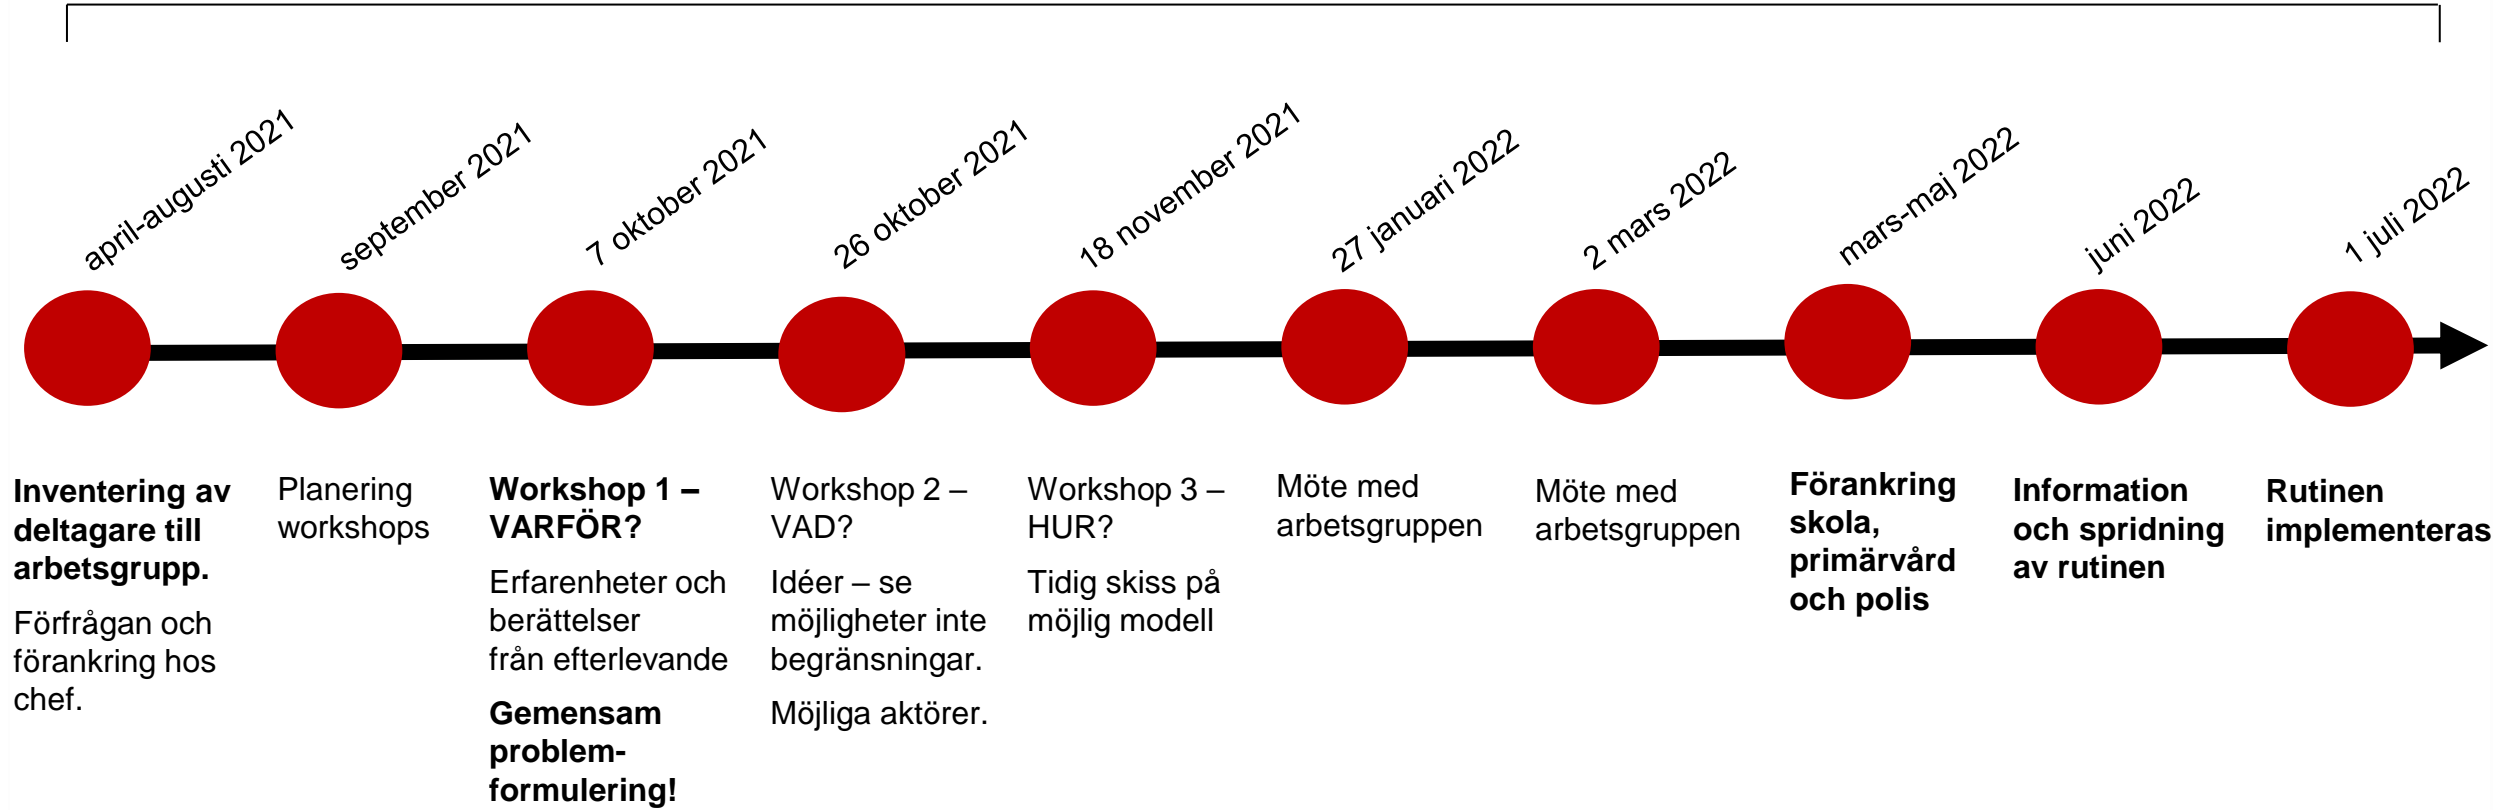 april-augusti 2021
september 2021
7 oktober 2021
26 oktober 2021
18 november 2021
27 januari 2022
2 mars 2022
mars-maj 2022
juni 2022
1 juli 2022
Inventering av
deltagare till
arbetsgrupp.
Förfrågan och
förankring hos
chef.
Planering
workshops
Workshop 1 –
VARFÖR?
Erfarenheter och
berättelser
från efterlevande
Gemensam
problem-
formulering!
Workshop 2 –
VAD?
Idéer – se
möjligheter inte
begränsningar.
Möjliga aktörer.
Workshop 3 –
HUR?
Tidig skiss på
möjlig modell
Möte med
arbetsgruppen
Möte med
arbetsgruppen
Förankring
skola,
primärvård
och polis
Information
och spridning
av rutinen
Rutinen
implementeras